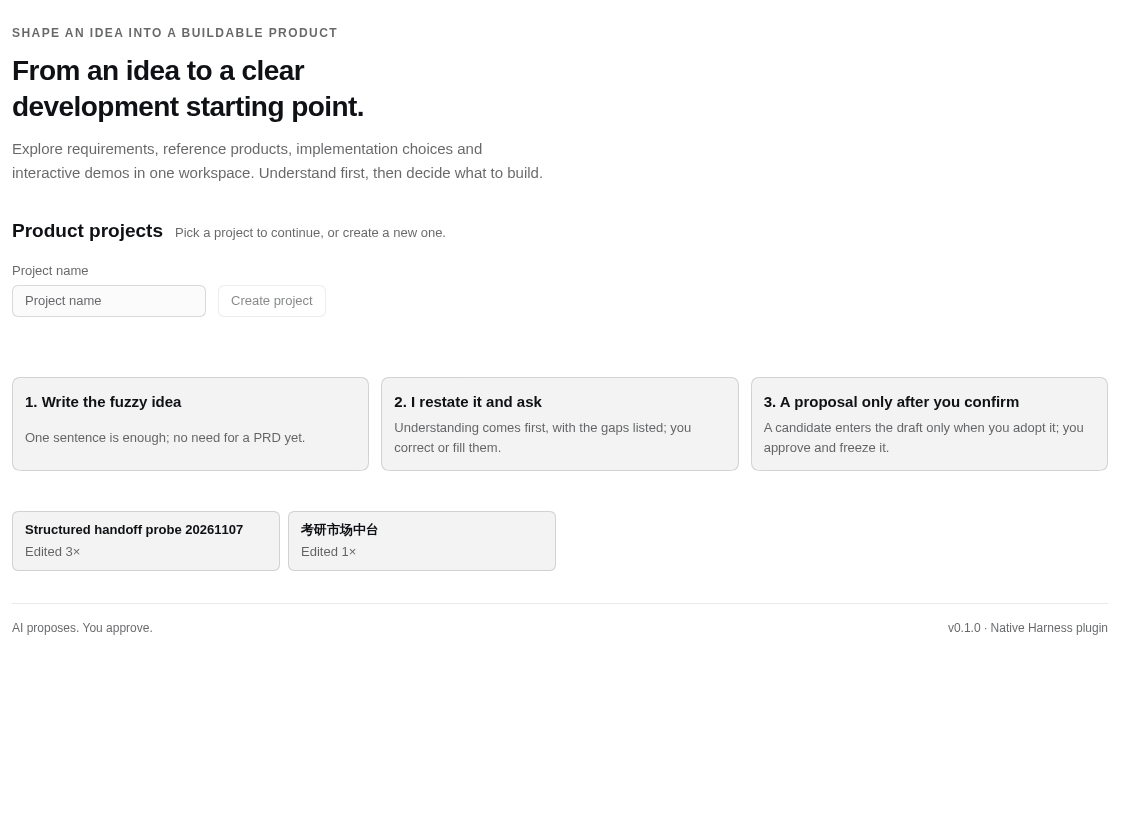 SHAPE AN IDEA INTO A BUILDABLE PRODUCT
From an idea to a clear
development starting point.
Explore requirements, reference products, implementation choices and
interactive demos in one workspace. Understand first, then decide what to build.
Product projects Pick a project to continue, or create a new one.
Project name
Project name Create project
1. Write the fuzzy idea
One sentence is enough; no need for a PRD yet.
2. I restate it and ask
Understanding comes first, with the gaps listed; you
correct or fill them.
3. A proposal only after you confirm
A candidate enters the draft only when you adopt it; you
approve and freeze it.
Structured handoff probe 20261107
Edited 3×
考研市场中台
Edited 1×
AI proposes. You approve.
v0.1.0 · Native Harness plugin